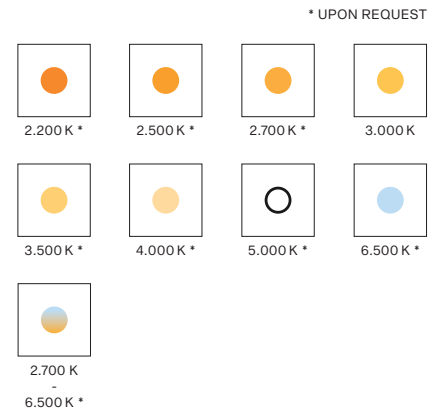 * UPON REQUEST
2.200 K *
2.500 K *
2.700 K *
3.000 K
3.500 K *
4.000 K *
5.000 K *
6.500 K *
2.700 K
-
6.500 K *